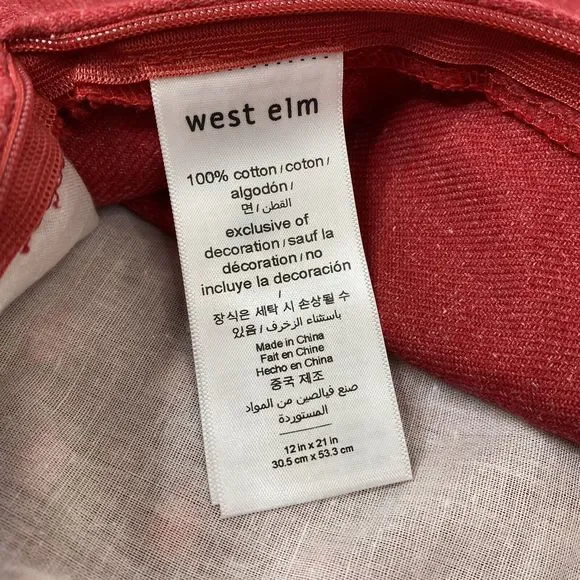 west elm
100% cotton / coton /
algodón /
면 / القطن /
exclusive of
decoration / sauf la
décoration / no
incluye la decoración
/
장식은 세탁 시 손상될 수
있음 / باستثناء الزخرف /
Made in China
Fait en Chine
Hecho en China
중국 제조
صنع فيالصين من المواد
المستوردة
12 in x 21 in
30.5 cm x 53.3 cm